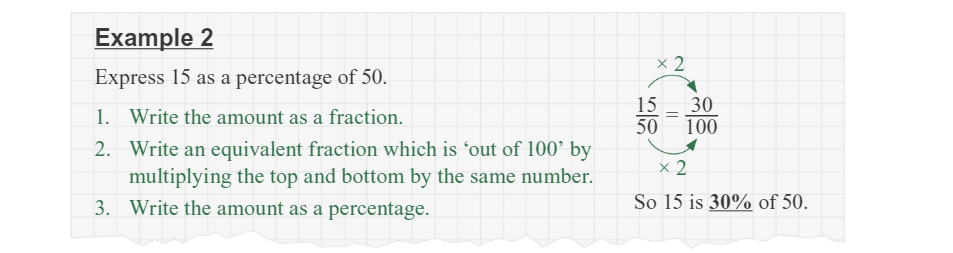 Example 2
Express 15 as a percentage of 50.
1. Write the amount as a fraction.
2. Write an equivalent fraction which is ‘out of 100’ by
multiplying the top and bottom by the same number.
3. Write the amount as a percentage.
× 2
15/50 = 30/100
× 2
So 15 is 30% of 50.